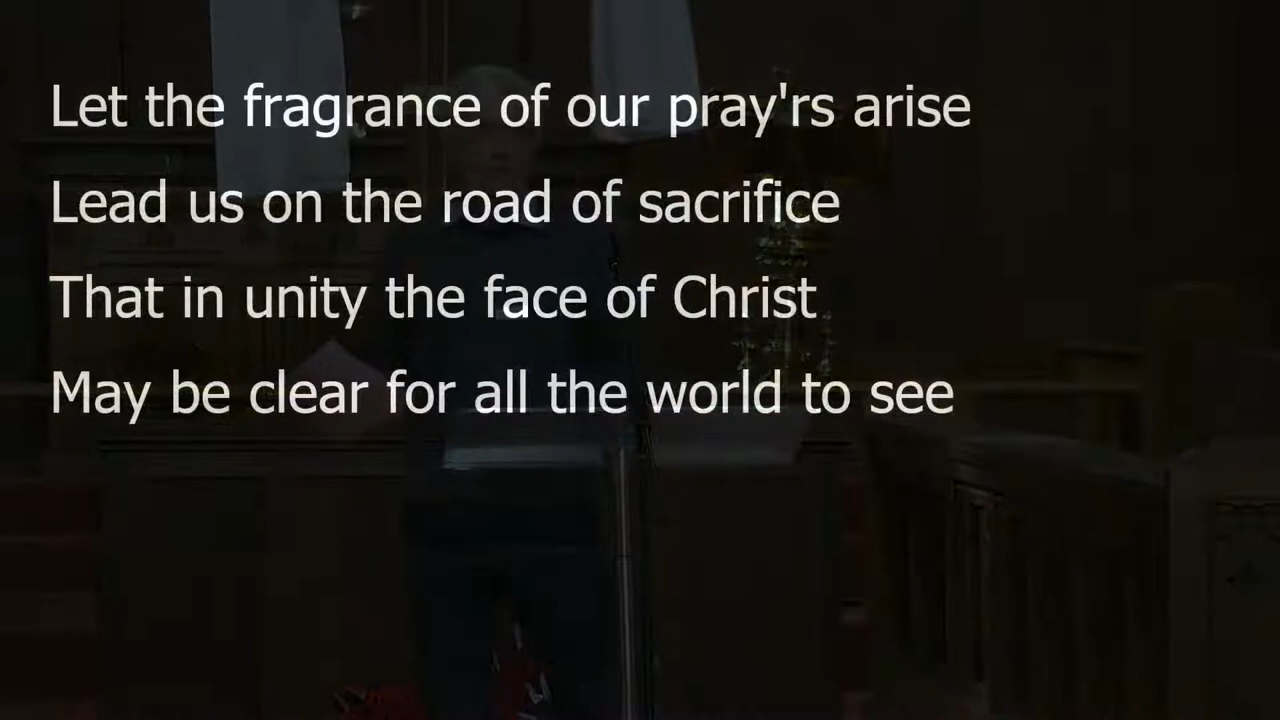 Let the fragrance of our pray'rs arise
Lead us on the road of sacrifice
That in unity the face of Christ
May be clear for all the world to see